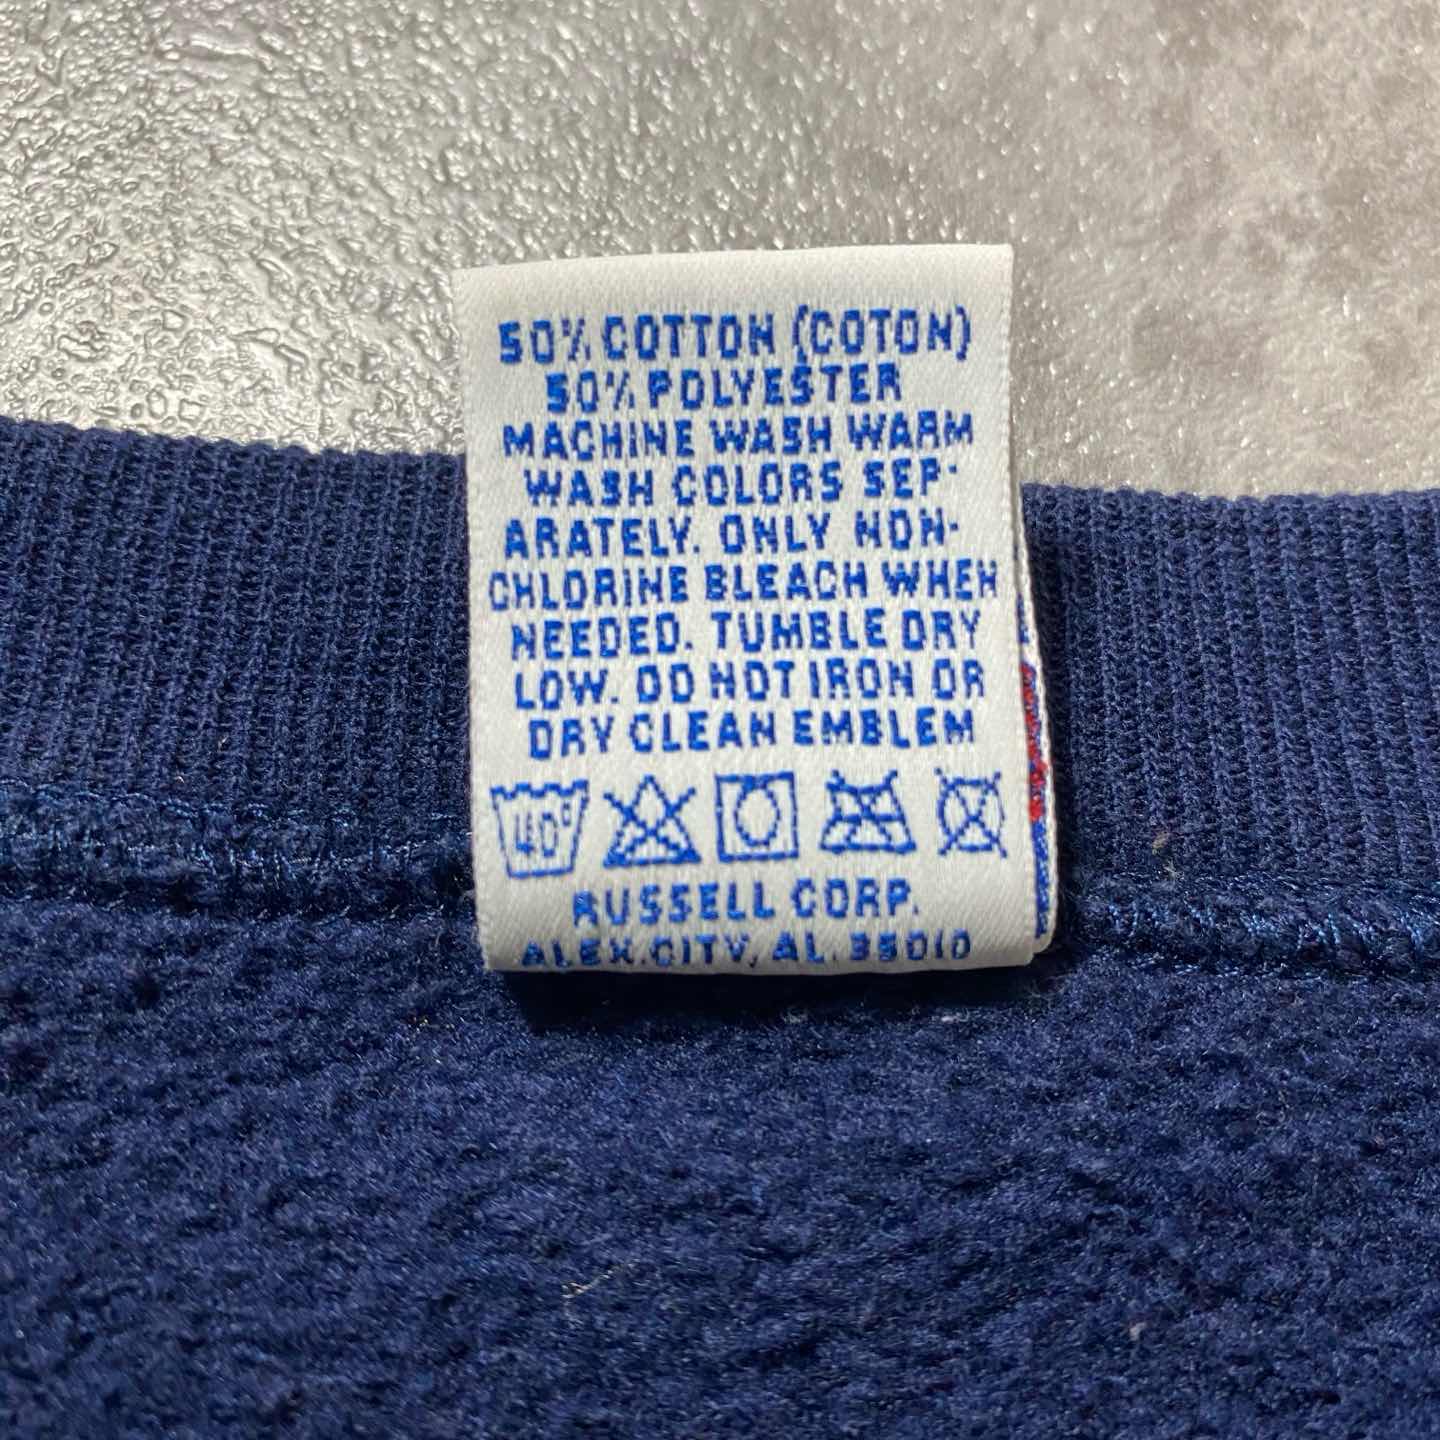 50% COTTON (COTON)
50% POLYESTER
MACHINE WASH WARM
WASH COLORS SEP-
ARATELY. ONLY NON-
CHLORINE BLEACH WHEN
NEEDED. TUMBLE DRY
LOW. DO NOT IRON OR
DRY CLEAN EMBLEM
40°
RUSSELL CORP.
ALEX. CITY, AL. 35010